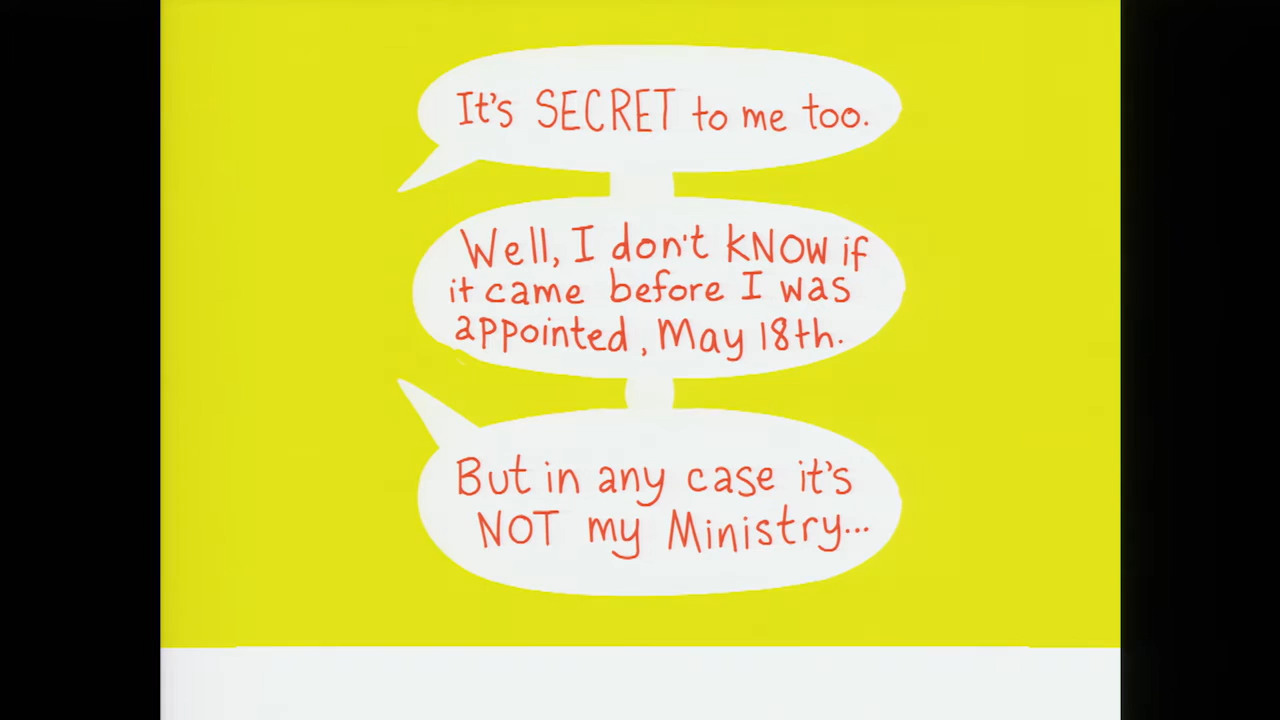 It's SECRET to me too.
Well, I don't KNOW if
it came before I was
appointed, May 18th.
But in any case it's
NOT my Ministry...